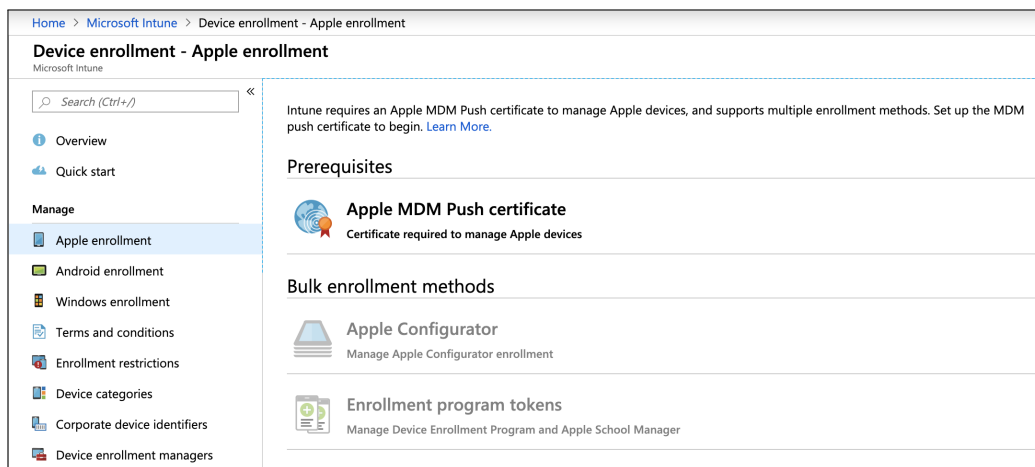 Home > Microsoft Intune > Device enrollment - Apple enrollment
Device enrollment - Apple enrollment
Microsoft Intune
Search (Ctrl+/)
«
Overview
Quick start
Manage
Apple enrollment
Android enrollment
Windows enrollment
Terms and conditions
Enrollment restrictions
Device categories
Corporate device identifiers
Device enrollment managers
Intune requires an Apple MDM Push certificate to manage Apple devices, and supports multiple enrollment methods. Set up the MDM
push certificate to begin. Learn More.
Prerequisites
Apple MDM Push certificate
Certificate required to manage Apple devices
Bulk enrollment methods
Apple Configurator
Manage Apple Configurator enrollment
Enrollment program tokens
Manage Device Enrollment Program and Apple School Manager